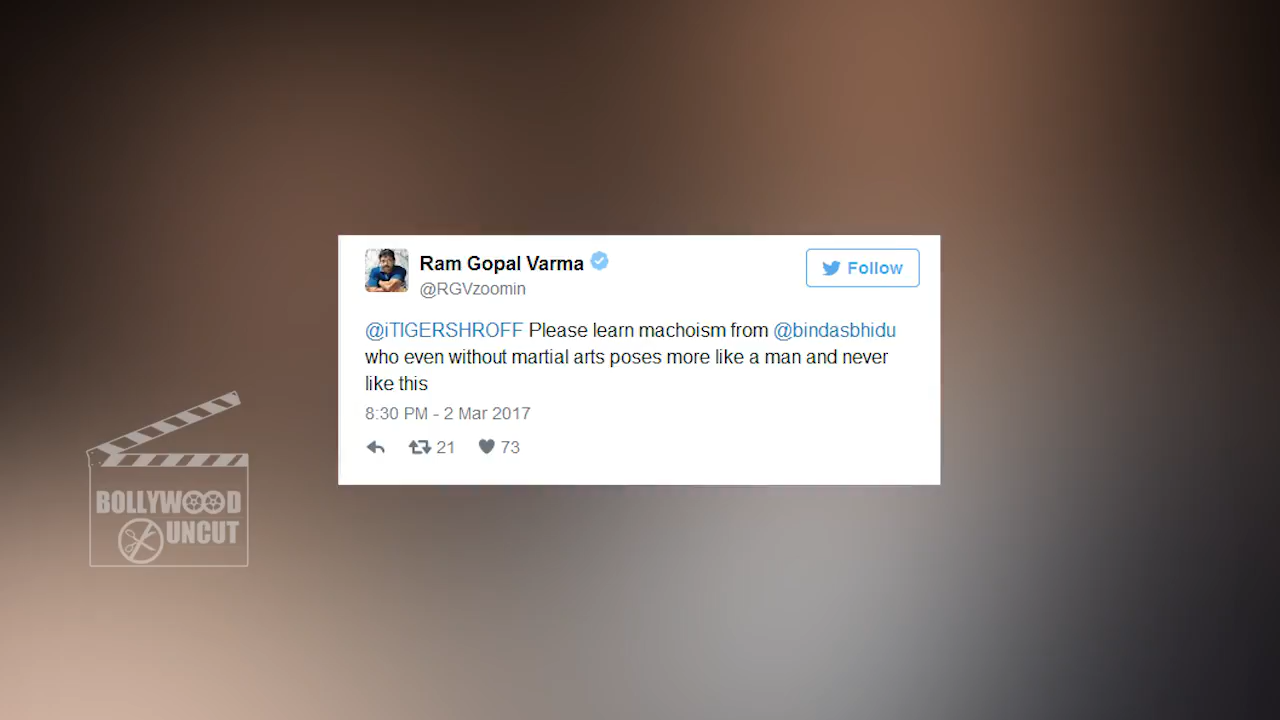 Ram Gopal Varma
Follow
@RGVzoomin
@iTIGERSHROFF Please learn machoism from @bindasbhidu
who even without martial arts poses more like a man and never
like this
8:30 PM - 2 Mar 2017
21 73
BOLLYWOOD
UNCUT